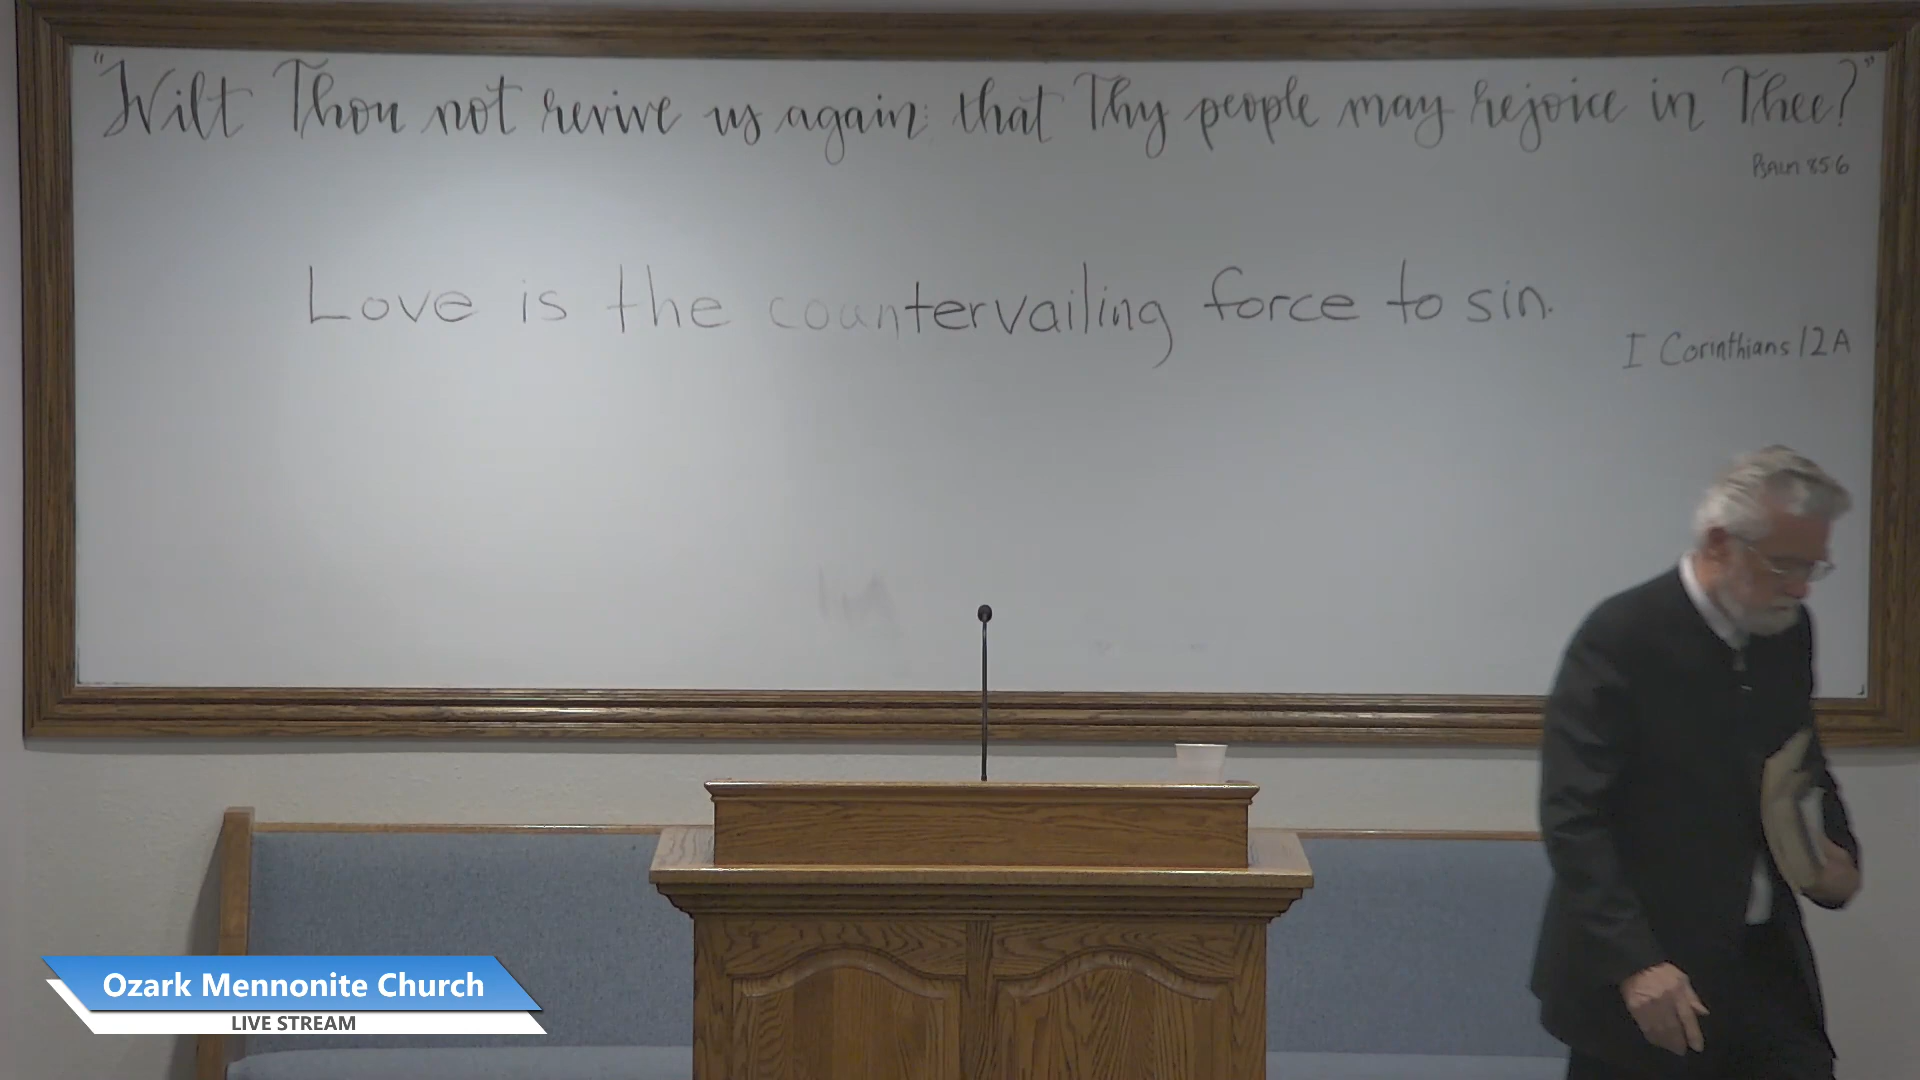 "Wilt Thou not revive us again: that Thy people may rejoice in Thee?"
Psalm 85:6
Love is the countervailing force to sin.
I Corinthians 12A
Ozark Mennonite Church
LIVE STREAM